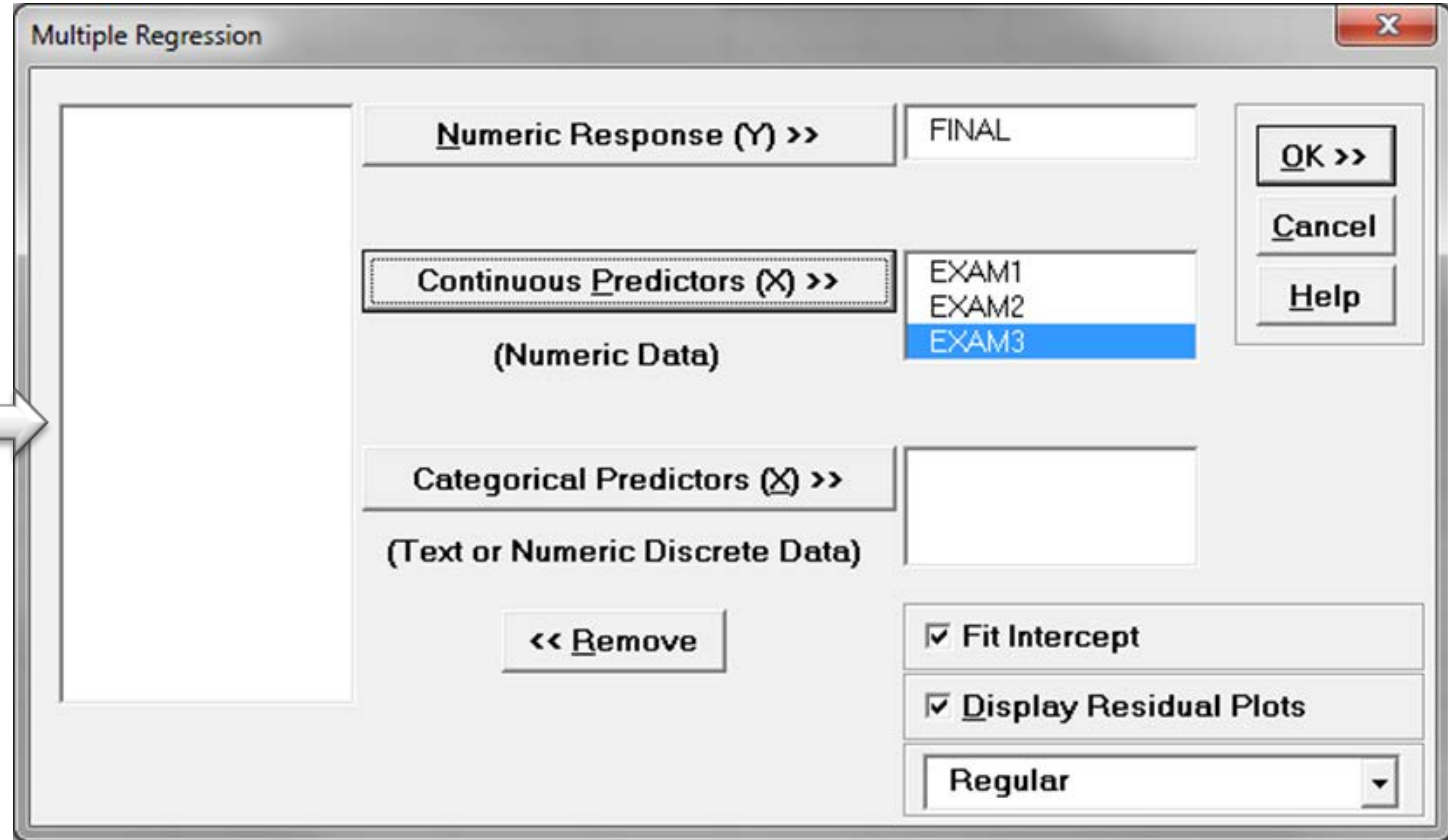 Multiple Regression
Numeric Response (Y) >>
FINAL
OK >>
Cancel
Help
Continuous Predictors (X) >>
EXAM1
EXAM2
EXAM3
(Numeric Data)
Categorical Predictors (X) >>
(Text or Numeric Discrete Data)
<< Remove
Fit Intercept
Display Residual Plots
Regular